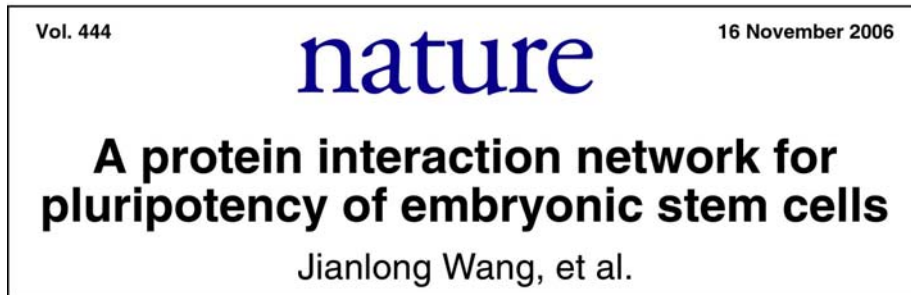 Vol. 444
nature
16 November 2006
A protein interaction network for
pluripotency of embryonic stem cells
Jianlong Wang, et al.